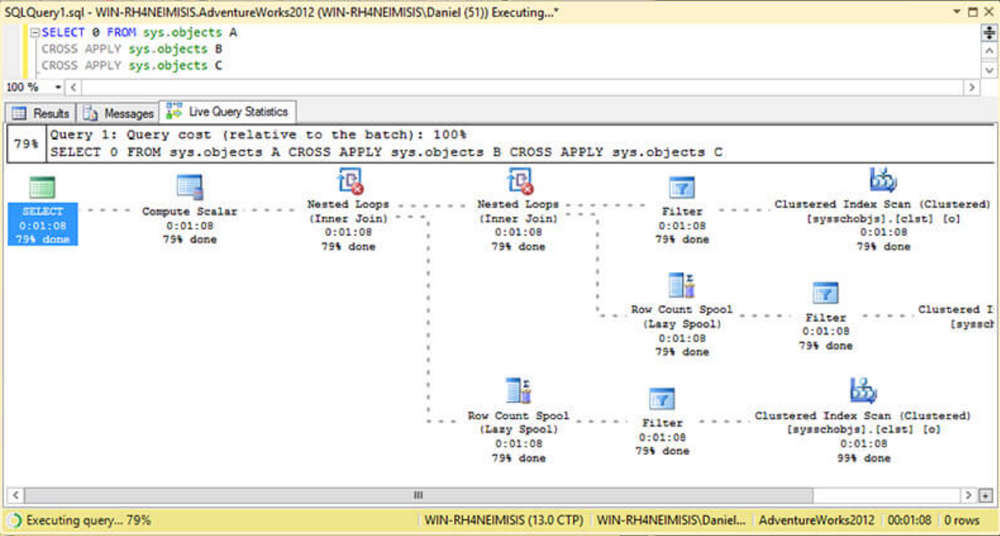 SQLQuery1.sql - WIN-RH4NEIMISIS.AdventureWorks2012 (WIN-RH4NEIMISIS\Daniel (51)) Executing...*
SELECT 0 FROM sys.objects A
CROSS APPLY sys.objects B
CROSS APPLY sys.objects C
100 %
Results Messages Live Query Statistics
79%
Query 1: Query cost (relative to the batch): 100%
SELECT 0 FROM sys.objects A CROSS APPLY sys.objects B CROSS APPLY sys.objects C
SELECT
0:01:08
79% done
Compute Scalar
0:01:08
79% done
Nested Loops
(Inner Join)
0:01:08
79% done
Nested Loops
(Inner Join)
0:01:08
79% done
Filter
0:01:08
79% done
Clustered Index Scan (Clustered)
[sysschobjs].[clst] [o]
0:01:08
79% done
Row Count Spool
(Lazy Spool)
0:01:08
79% done
Filter
0:01:08
79% done
Clustered I
[syssch
Row Count Spool
(Lazy Spool)
0:01:08
79% done
Filter
0:01:08
79% done
Clustered Index Scan (Clustered)
[sysschobjs].[clst] [o]
0:01:08
99% done
Executing query... 79% WIN-RH4NEIMISIS (13.0 CTP) WIN-RH4NEIMISIS\Daniel... AdventureWorks2012 00:01:08 0 rows